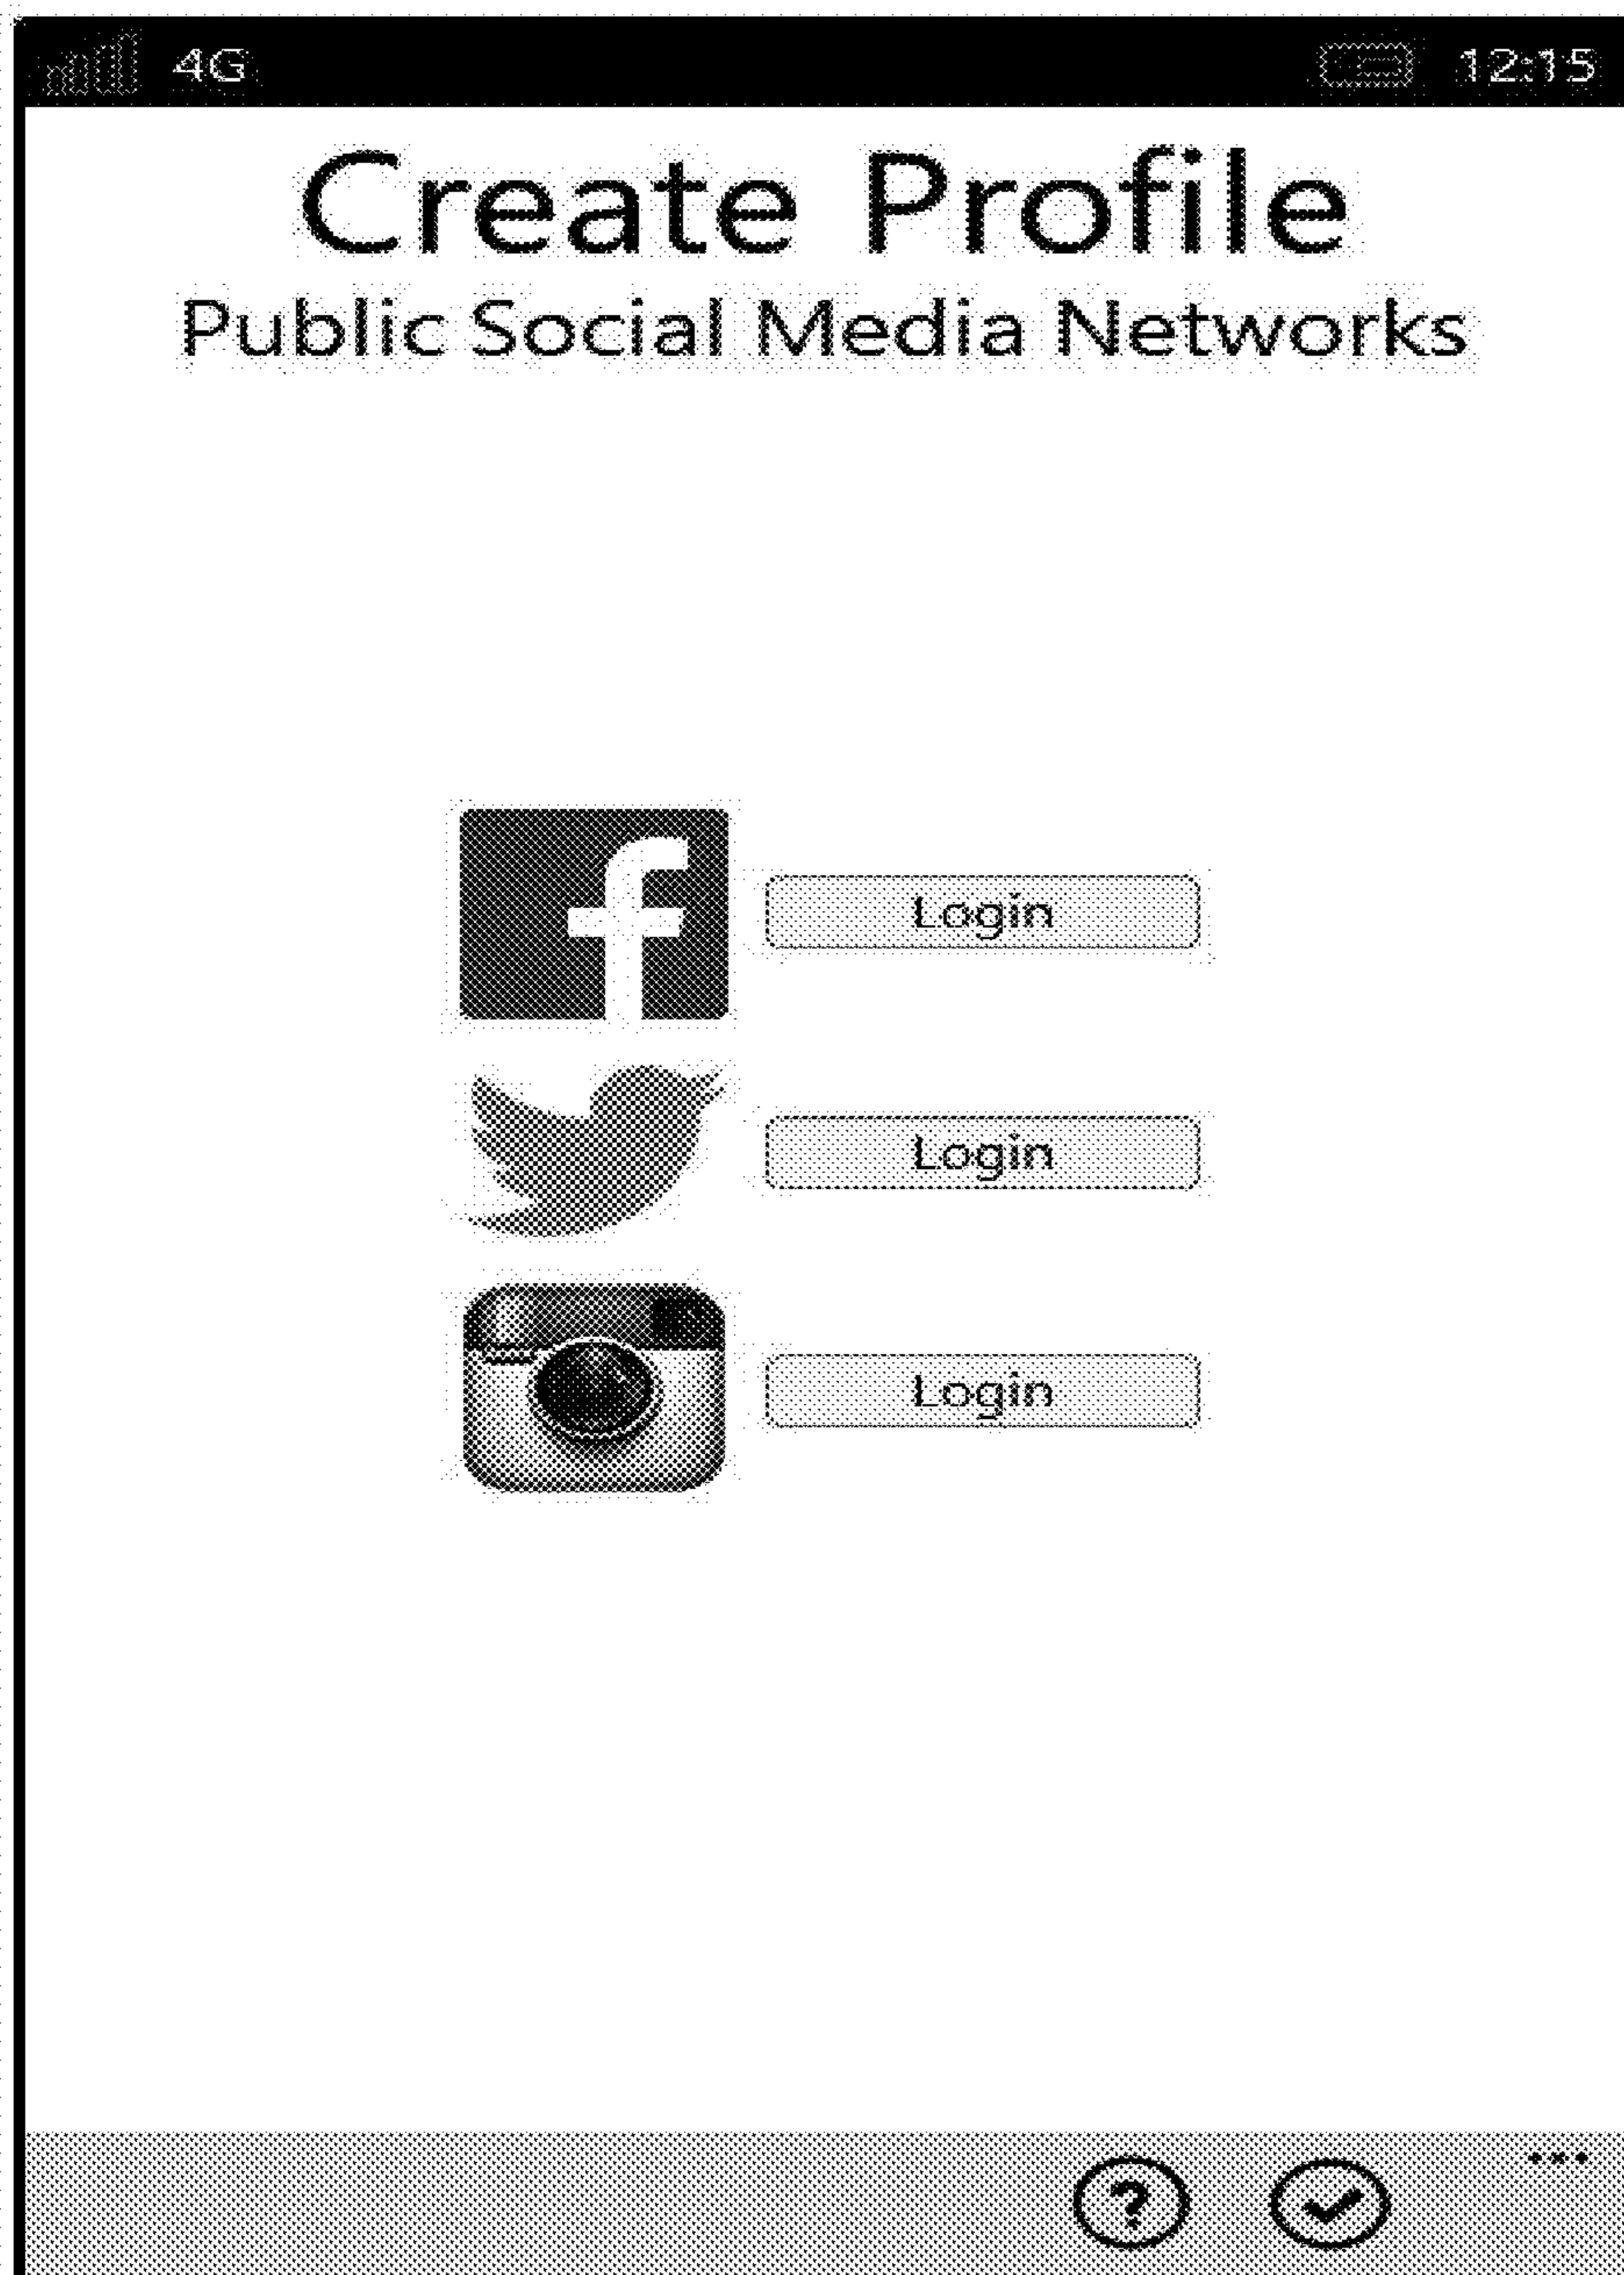 4G 12:15
Create Profile
Public Social Media Networks
f
Login
Login
Login
?
...